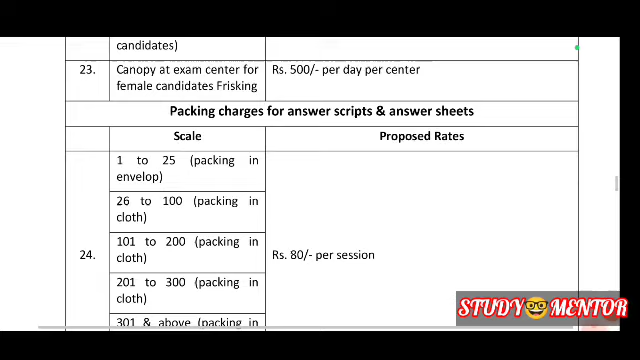 candidates)
23. Canopy at exam center for Rs. 500/- per day per center
female candidates Frisking
Packing charges for answer scripts & answer sheets
Scale Proposed Rates
1 to 25 (packing in
envelop)
26 to 100 (packing in
cloth)
101 to 200 (packing in
cloth)
24. Rs. 80/- per session
201 to 300 (packing in
cloth)
301 & above (packing in
STUDY MENTOR